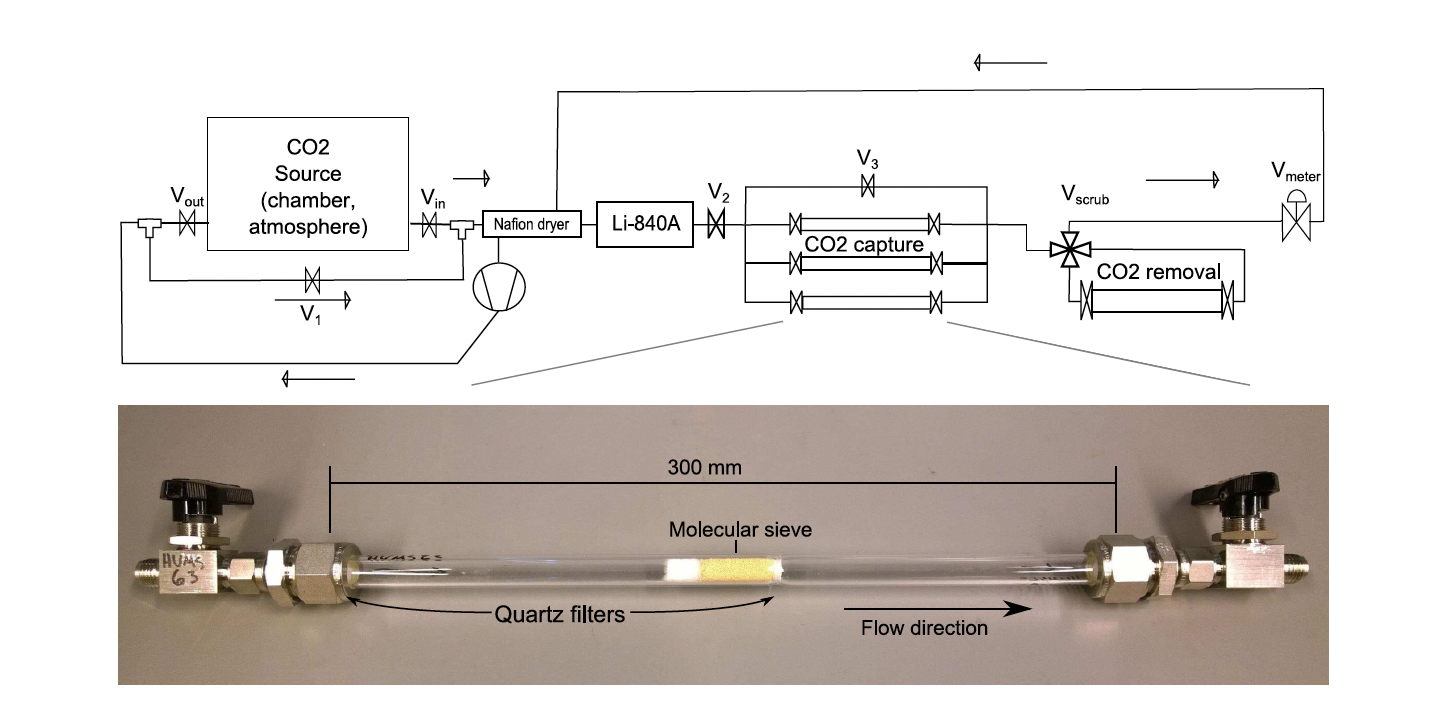 CO2
Source
(chamber,
atmosphere)
Vout
Vin
V1
Nafion dryer
Li-840A
V2
V3
CO2 capture
Vscrub
CO2 removal
Vmeter
300 mm
Molecular sieve
HUMS
63
HUMS63
Quartz filters
Flow direction